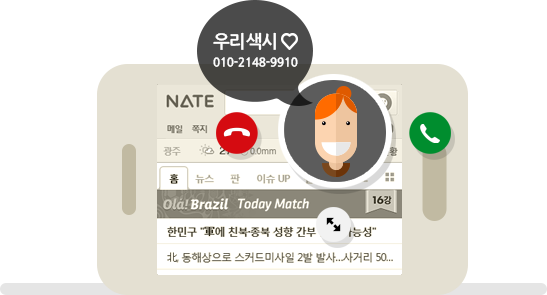 우리색시♡
010-2148-9910
NATE
메일 쪽지
광주 2 0.0mm
홈 뉴스 판 이슈 UP
Olá! Brazil Today Match 16강
한민구 "軍에 친북·종북 성향 간부 능성"
北, 동해상으로 스커드미사일 2발 발사...사거리 50...